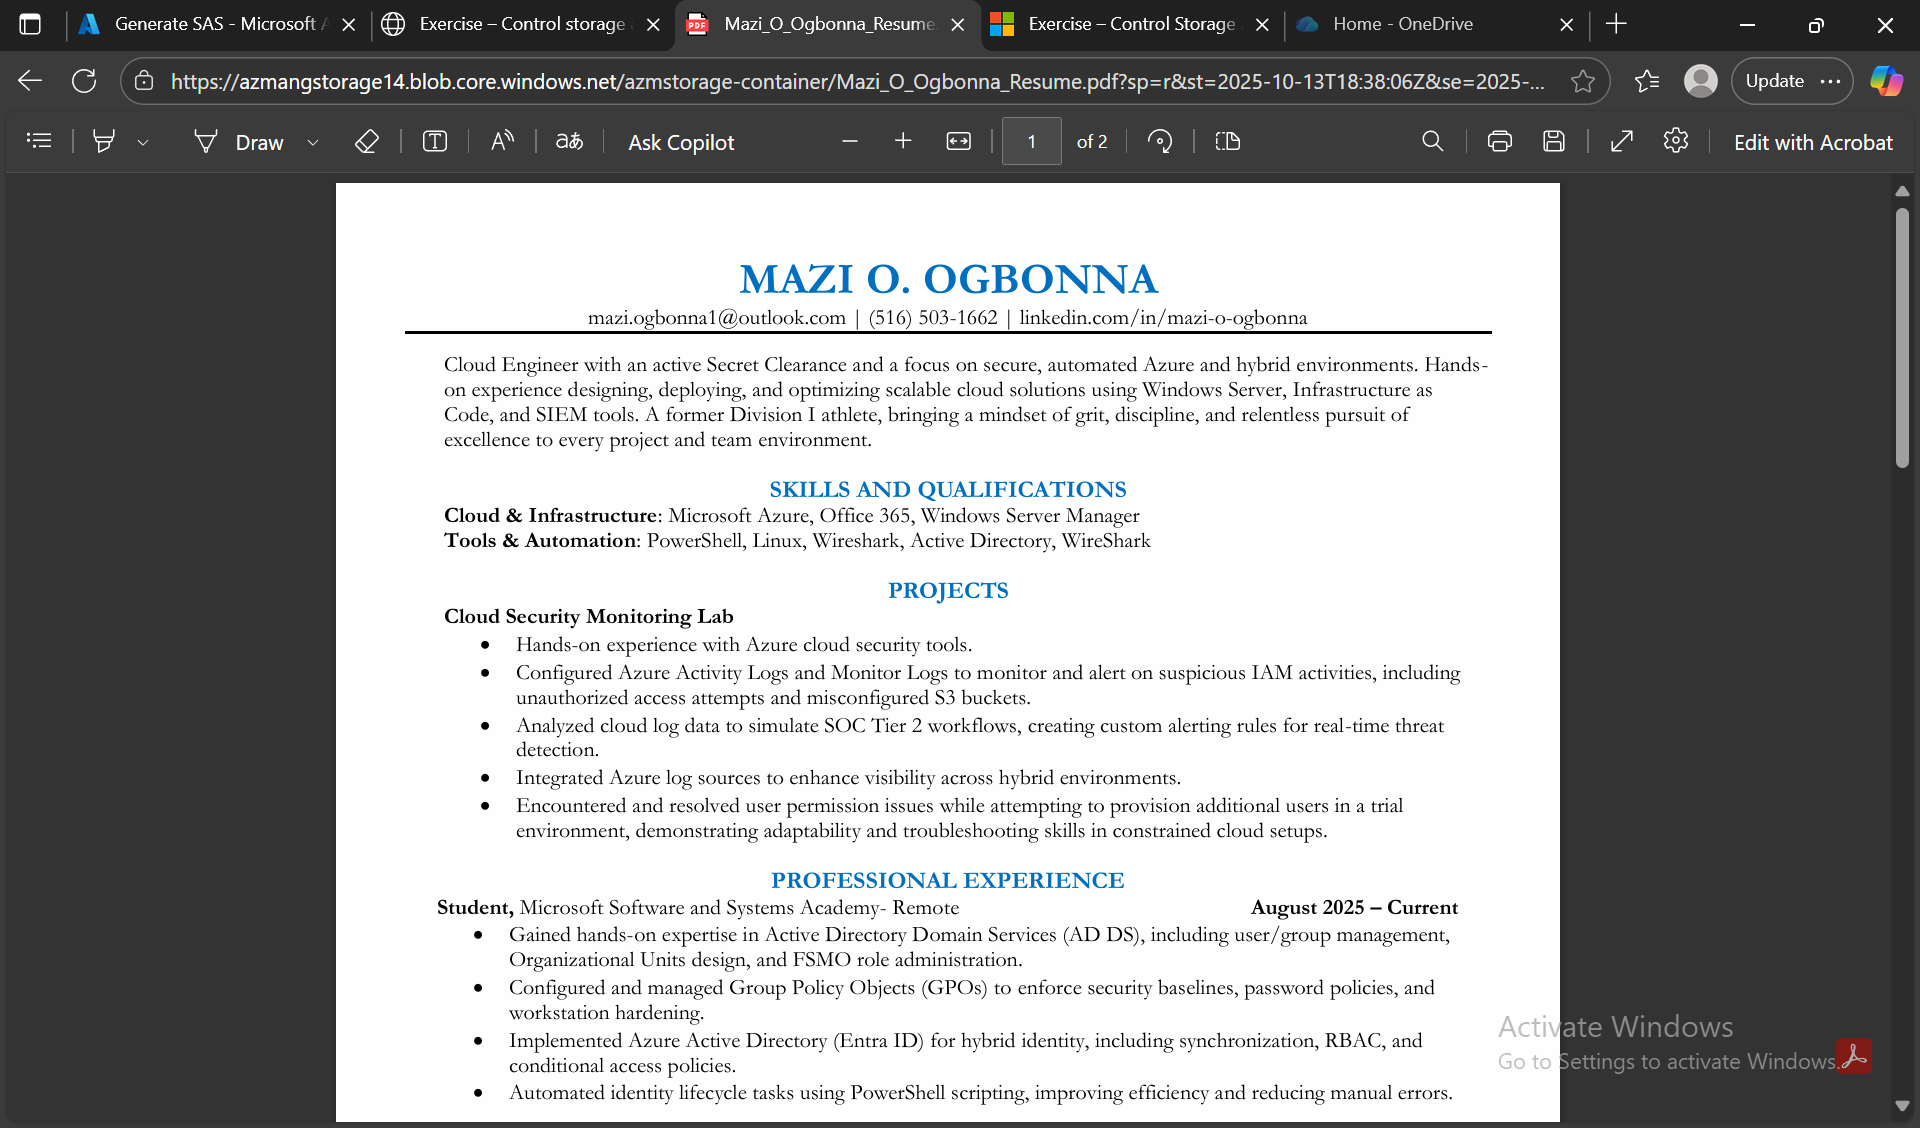 Generate SAS - Microsoft A
Exercise – Control storage
Mazi_O_Ogbonna_Resume.
Exercise – Control Storage
Home - OneDrive
https://azmangstorage14.blob.core.windows.net/azmstorage-container/Mazi_O_Ogbonna_Resume.pdf?sp=r&st=2025-10-13T18:38:06Z&se=2025-...
Update
Draw
Ask Copilot
1 of 2
Edit with Acrobat
MAZI O. OGBONNA
mazi.ogbonna1@outlook.com | (516) 503-1662 | linkedin.com/in/mazi-o-ogbonna
Cloud Engineer with an active Secret Clearance and a focus on secure, automated Azure and hybrid environments. Hands-
on experience designing, deploying, and optimizing scalable cloud solutions using Windows Server, Infrastructure as
Code, and SIEM tools. A former Division I athlete, bringing a mindset of grit, discipline, and relentless pursuit of
excellence to every project and team environment.
SKILLS AND QUALIFICATIONS
Cloud & Infrastructure: Microsoft Azure, Office 365, Windows Server Manager
Tools & Automation: PowerShell, Linux, Wireshark, Active Directory, WireShark
PROJECTS
Cloud Security Monitoring Lab
• Hands-on experience with Azure cloud security tools.
• Configured Azure Activity Logs and Monitor Logs to monitor and alert on suspicious IAM activities, including
unauthorized access attempts and misconfigured S3 buckets.
• Analyzed cloud log data to simulate SOC Tier 2 workflows, creating custom alerting rules for real-time threat
detection.
• Integrated Azure log sources to enhance visibility across hybrid environments.
• Encountered and resolved user permission issues while attempting to provision additional users in a trial
environment, demonstrating adaptability and troubleshooting skills in constrained cloud setups.
PROFESSIONAL EXPERIENCE
Student, Microsoft Software and Systems Academy- Remote August 2025 – Current
• Gained hands-on expertise in Active Directory Domain Services (AD DS), including user/group management,
Organizational Units design, and FSMO role administration.
• Configured and managed Group Policy Objects (GPOs) to enforce security baselines, password policies, and
workstation hardening.
• Implemented Azure Active Directory (Entra ID) for hybrid identity, including synchronization, RBAC, and
conditional access policies.
• Automated identity lifecycle tasks using PowerShell scripting, improving efficiency and reducing manual errors.
Activate Windows
Go to Settings to activate Windows.